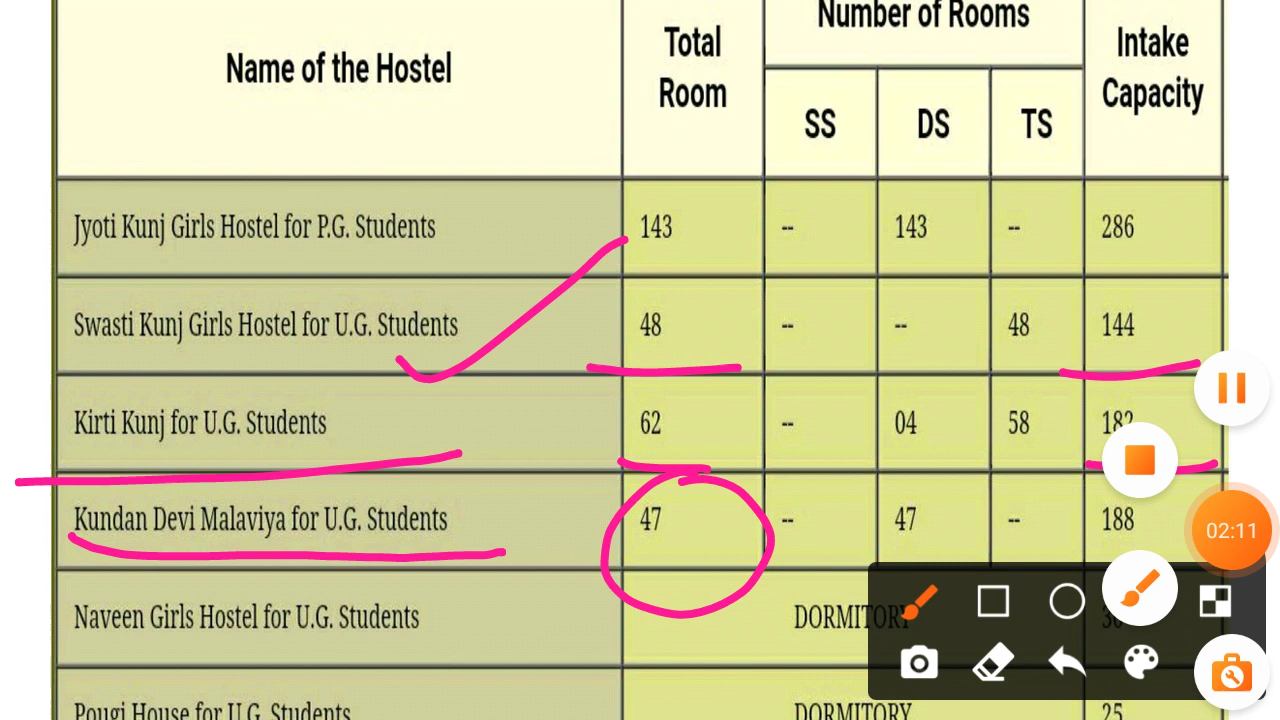 Number of Rooms
Name of the Hostel Total Room SS DS TS Intake Capacity
Jyoti Kunj Girls Hostel for P.G. Students 143 -- 143 -- 286
Swasti Kunj Girls Hostel for U.G. Students 48 -- -- 48 144
Kirti Kunj for U.G. Students 62 -- 04 58 182
Kundan Devi Malaviya for U.G. Students 47 -- 47 -- 188
02:11
Naveen Girls Hostel for U.G. Students DORMITORY
Pougi House for U.G. Students DORMITORY 25